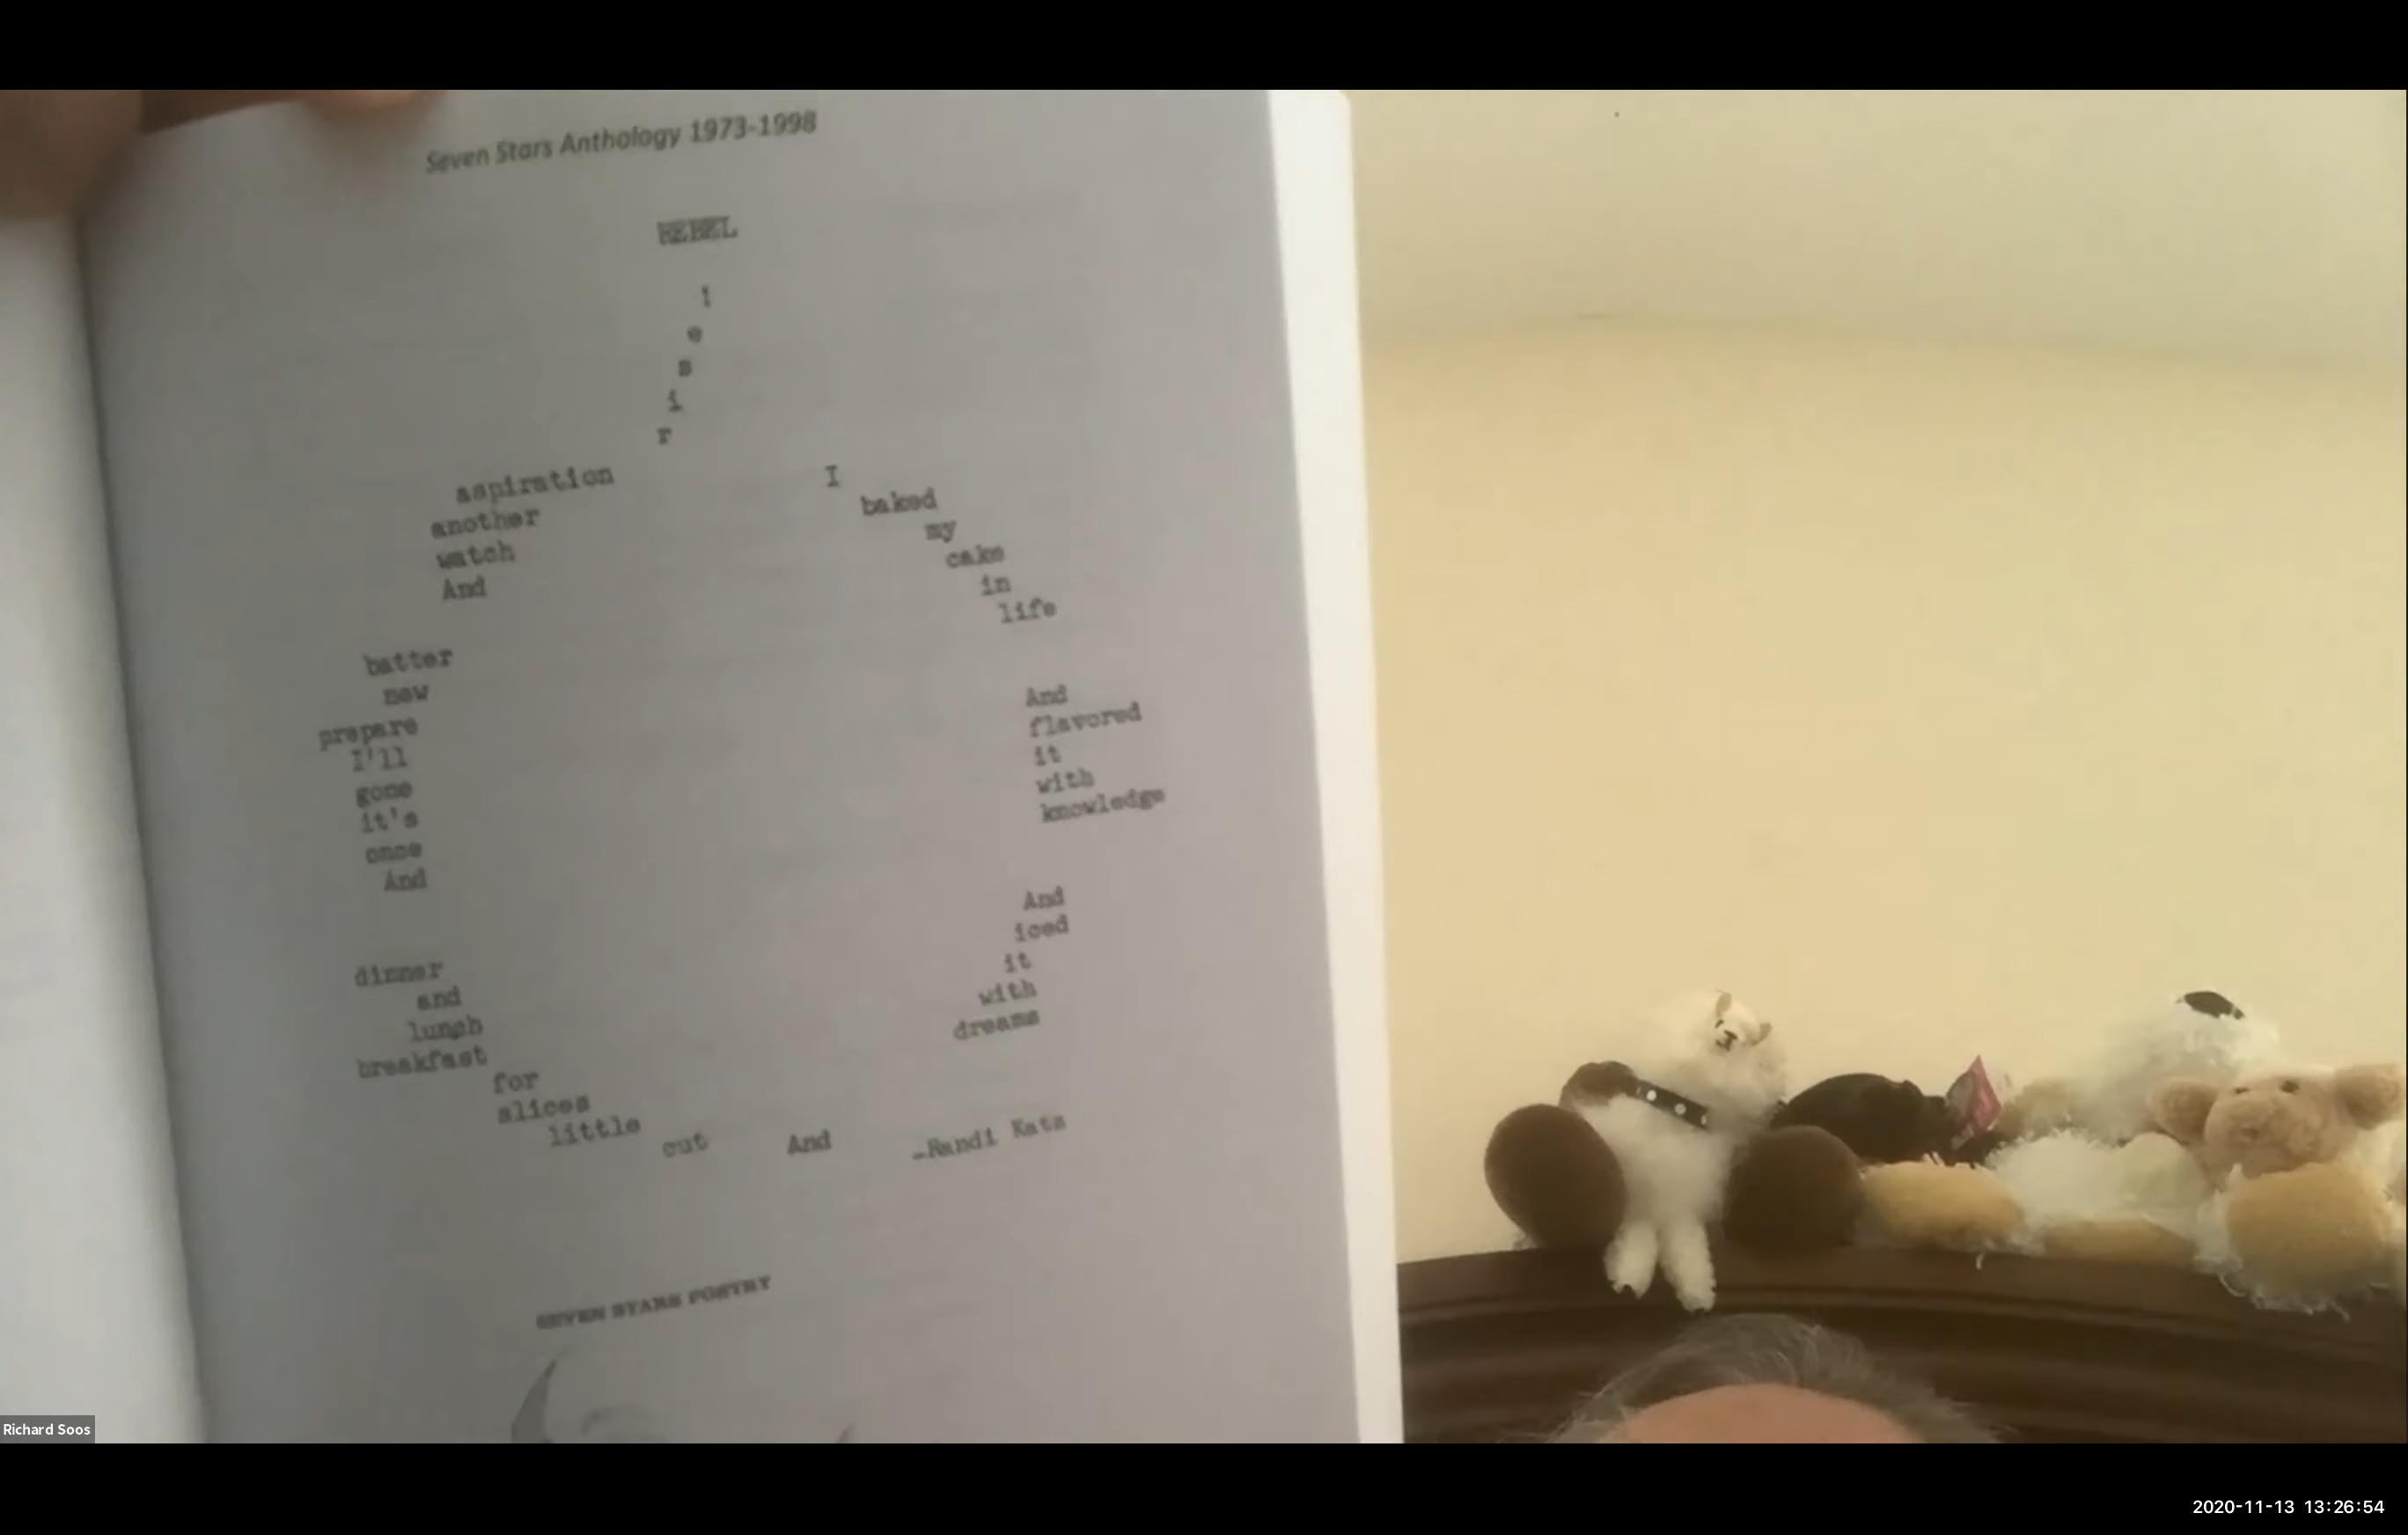 Seven Stars Anthology 1973-1998
REBEL
I
baked
my
cake
in
life
And
flavored
it
with
knowledge
And
iced
it
with
dreams
And
cut
little
slices
for
breakfast
lunch
and
dinner
And
once
it's
gone
I'll
prepare
new
batter
And
watch
another
aspiration
r
i
s
e
!
—Randi
SEVEN STARS POETRY
Richard Soos
2020-11-13 13:26:54